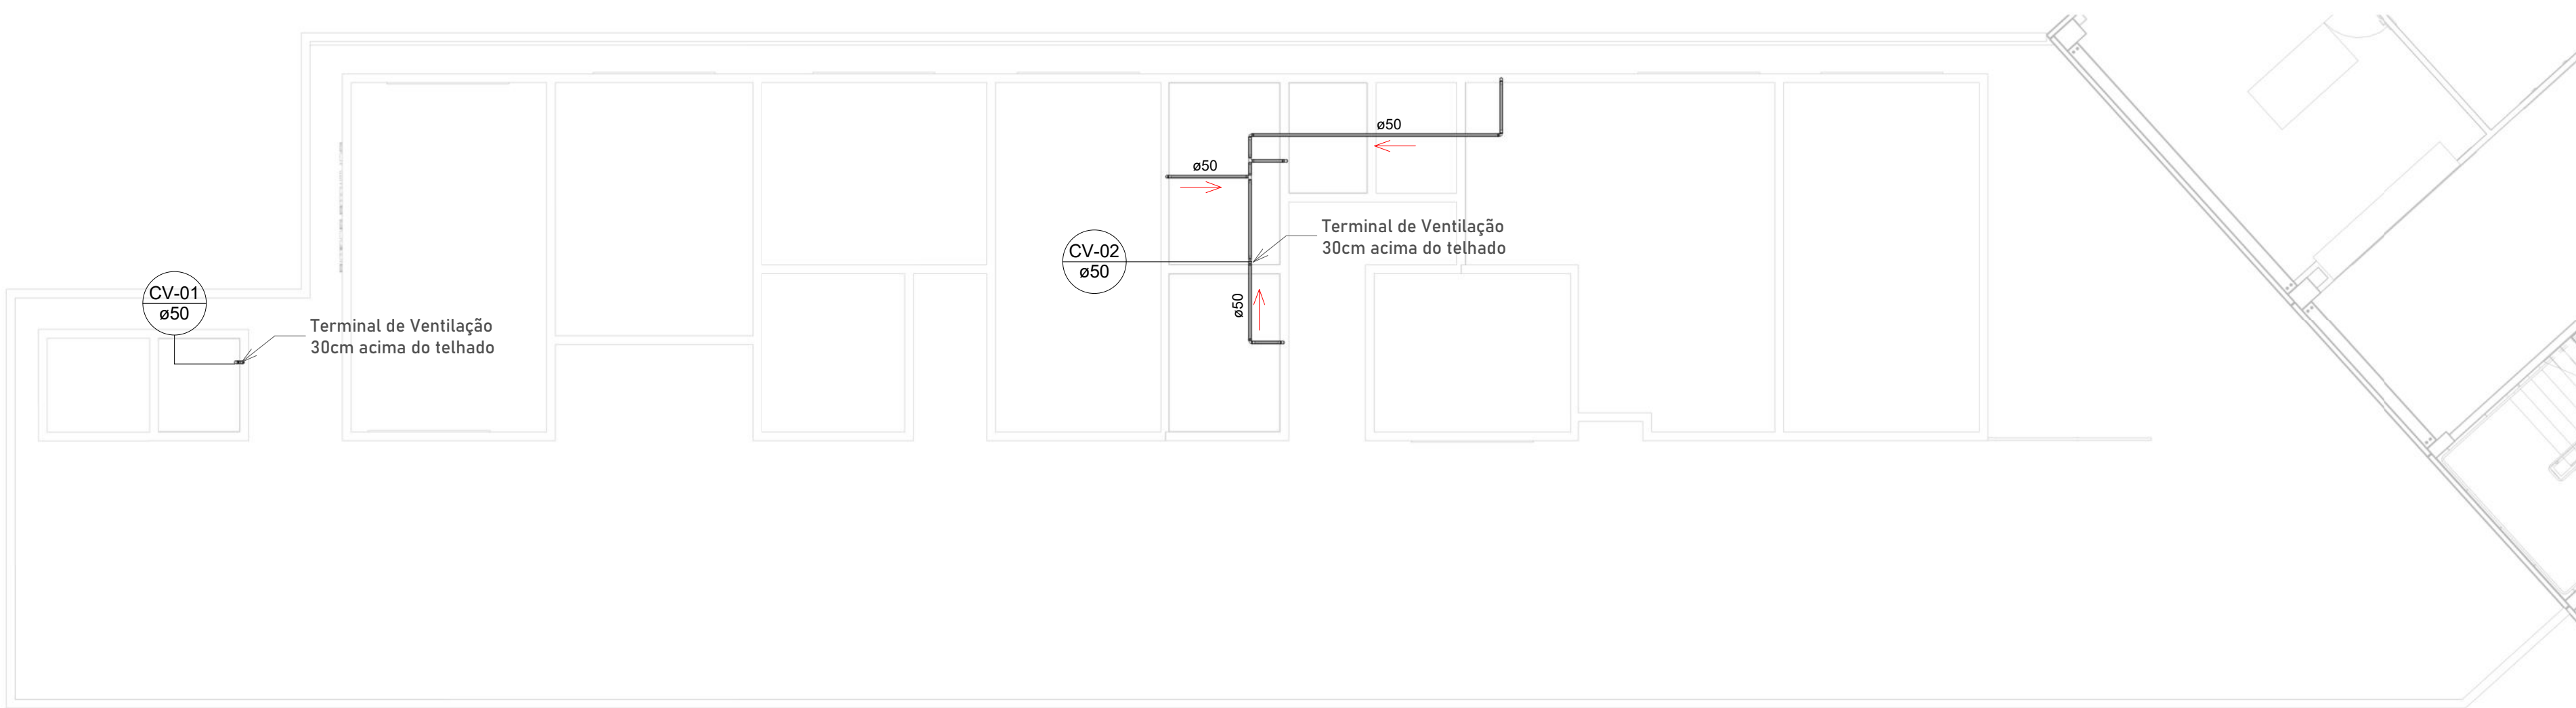 ø50
ø50
CV-02
ø50
Terminal de Ventilação
30cm acima do telhado
ø50
CV-01
ø50
Terminal de Ventilação
30cm acima do telhado